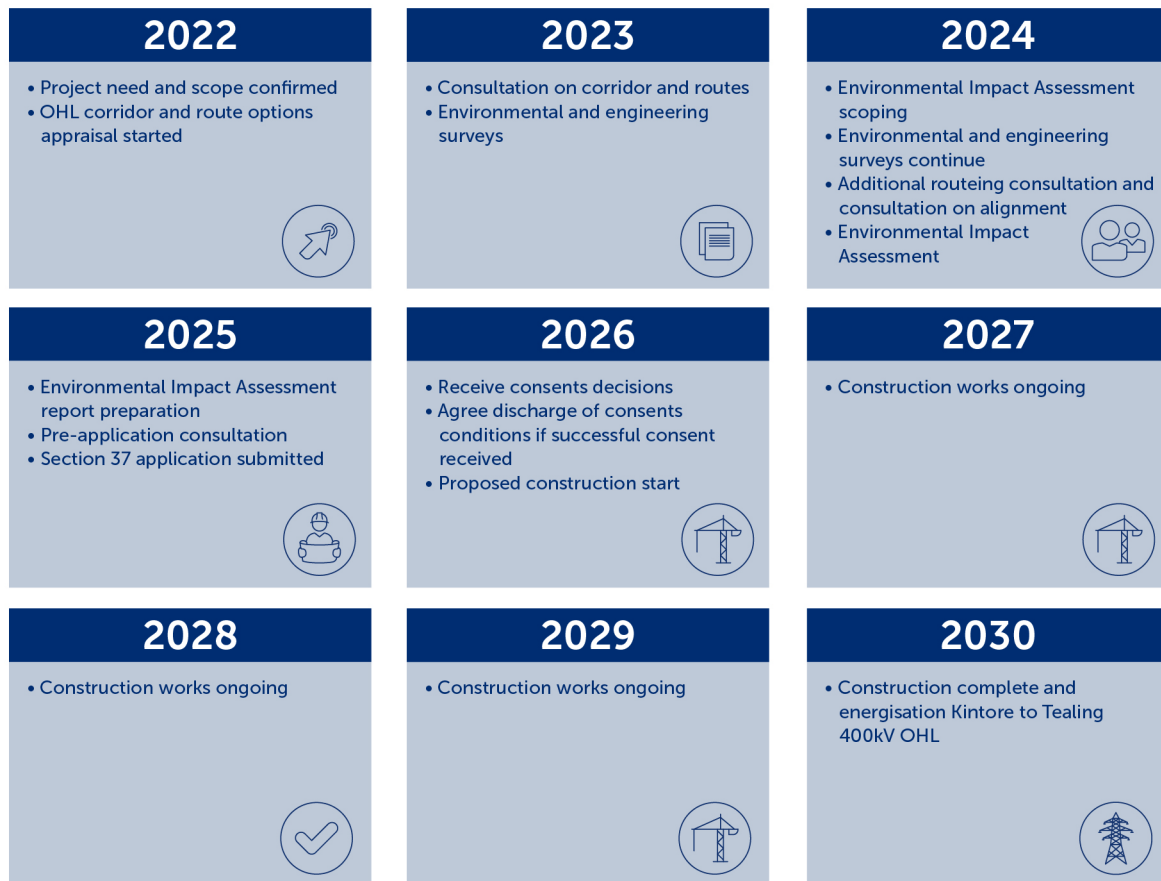 2022
• Project need and scope confirmed
• OHL corridor and route options
appraisal started
2023
• Consultation on corridor and routes
• Environmental and engineering
surveys
2024
• Environmental Impact Assessment
scoping
• Environmental and engineering
surveys continue
• Additional routeing consultation and
consultation on alignment
• Environmental Impact
Assessment
2025
• Environmental Impact Assessment
report preparation
• Pre-application consultation
• Section 37 application submitted
2026
• Receive consents decisions
• Agree discharge of consents
conditions if successful consent
received
• Proposed construction start
2027
• Construction works ongoing
2028
• Construction works ongoing
2029
• Construction works ongoing
2030
• Construction complete and
energisation Kintore to Tealing
400kV OHL